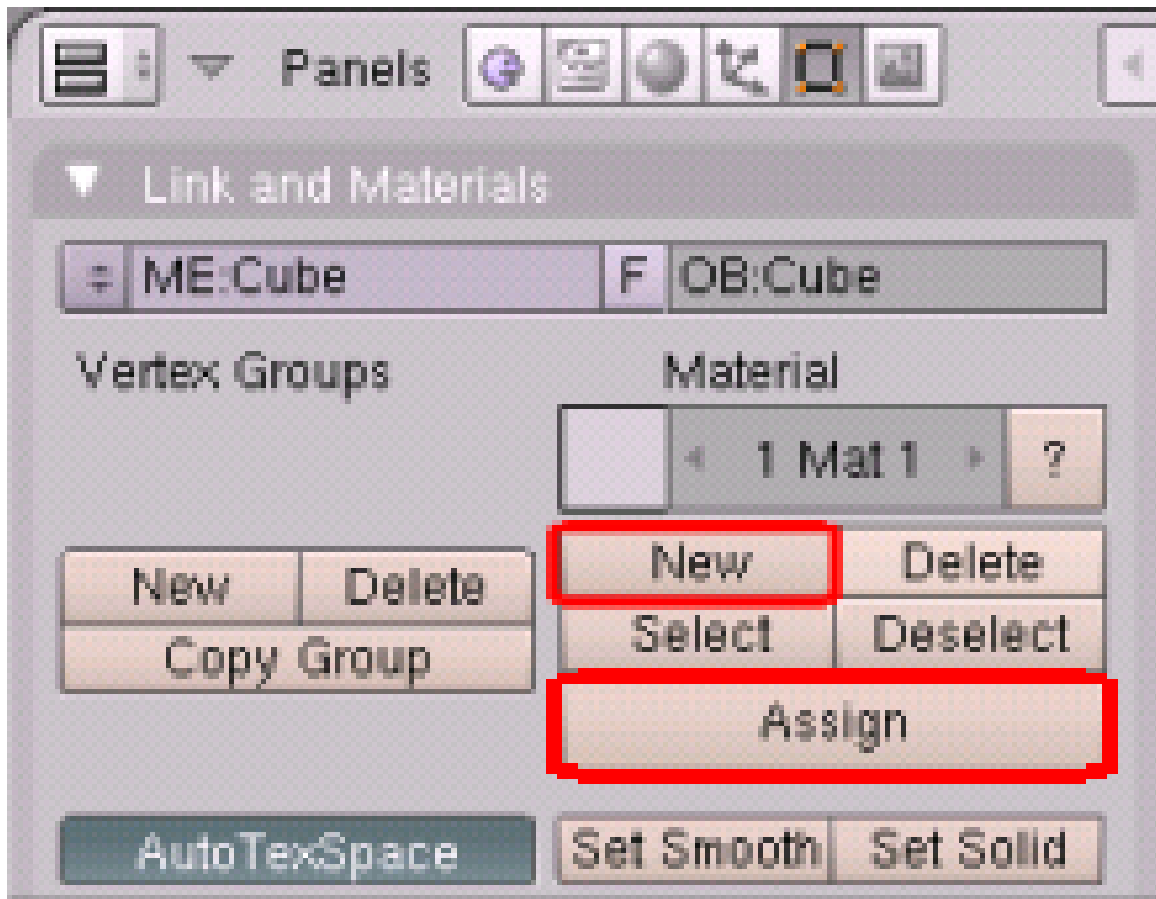 Panels
Link and Materials
ME:Cube F OB:Cube
Vertex Groups Material
1 Mat 1 ?
New Delete
New Delete
Select Deselect
Copy Group
Assign
AutoTexSpace Set Smooth Set Solid